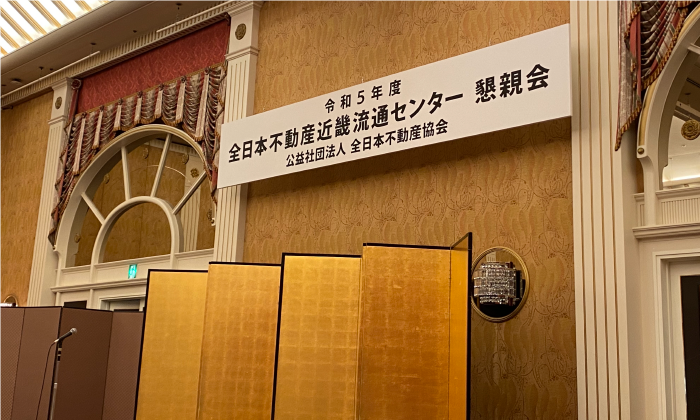 令和５年度
全日本不動産近畿流通センター 懇親会
公益社団法人 全日本不動産協会